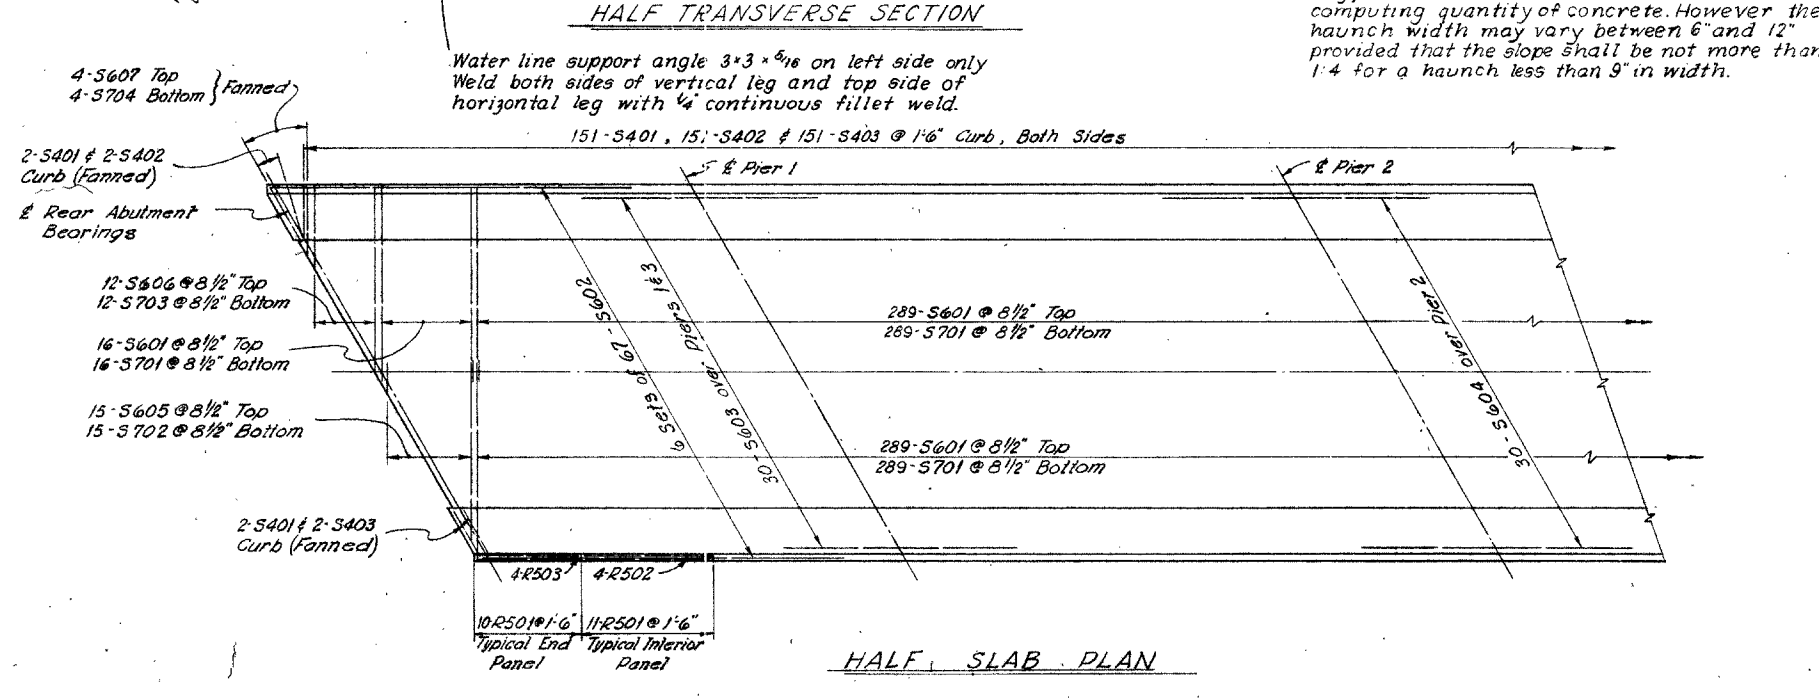 HALF TRANSVERSE SECTION
computing quantity of concrete. However the
haunch width may vary between 6" and 12"
provided that the slope shall be not more than
1:4 for a haunch less than 9" in width.
Water line support angle 3×3×5/16 on left side only
Weld both sides of vertical leg and top side of
horizontal leg with 1/4" continuous fillet weld.
4-S607 Top
4-S704 Bottom } Fanned
151-S401, 151-S402 & 151-S403 @ 1'-6" Curb, Both Sides
2-S401 & 2-S402
Curb (Fanned)
℄ Pier 1
℄ Pier 2
℄ Rear Abutment
Bearings
12-S606 @ 8½" Top
12-S703 @ 8½" Bottom
16-S601 @ 8½" Top
16-S701 @ 8½" Bottom
15-S605 @ 8½" Top
15-S702 @ 8½" Bottom
6 Sets of 67-S602
30-S603 over Piers 1&3
289-S601 @ 8½" Top
289-S701 @ 8½" Bottom
30-S604 over Pier 2
289-S601 @ 8½" Top
289-S701 @ 8½" Bottom
2-S401 & 2-S403
Curb (Fanned)
4-R503
4-R502
10-R501 @ 1'-6"
11-R501 @ 1'-6"
Typical End
Panel
Typical Interior
Panel
HALF SLAB PLAN